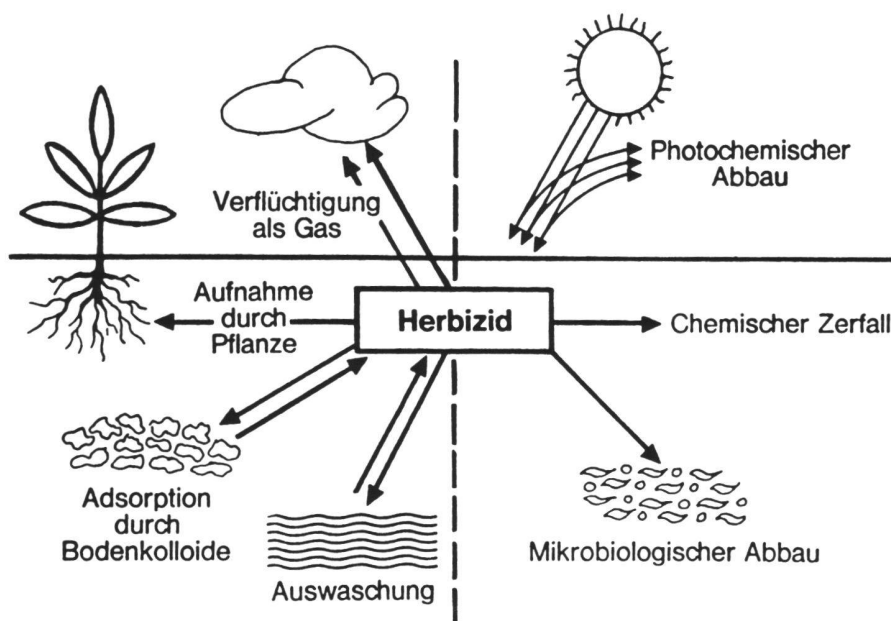 Photochemischer
Abbau
Verflüchtigung
als Gas
Aufnahme
durch
Pflanze
Herbizid
Chemischer Zerfall
Adsorption
durch
Bodenkolloide
Auswaschung
Mikrobiologischer Abbau